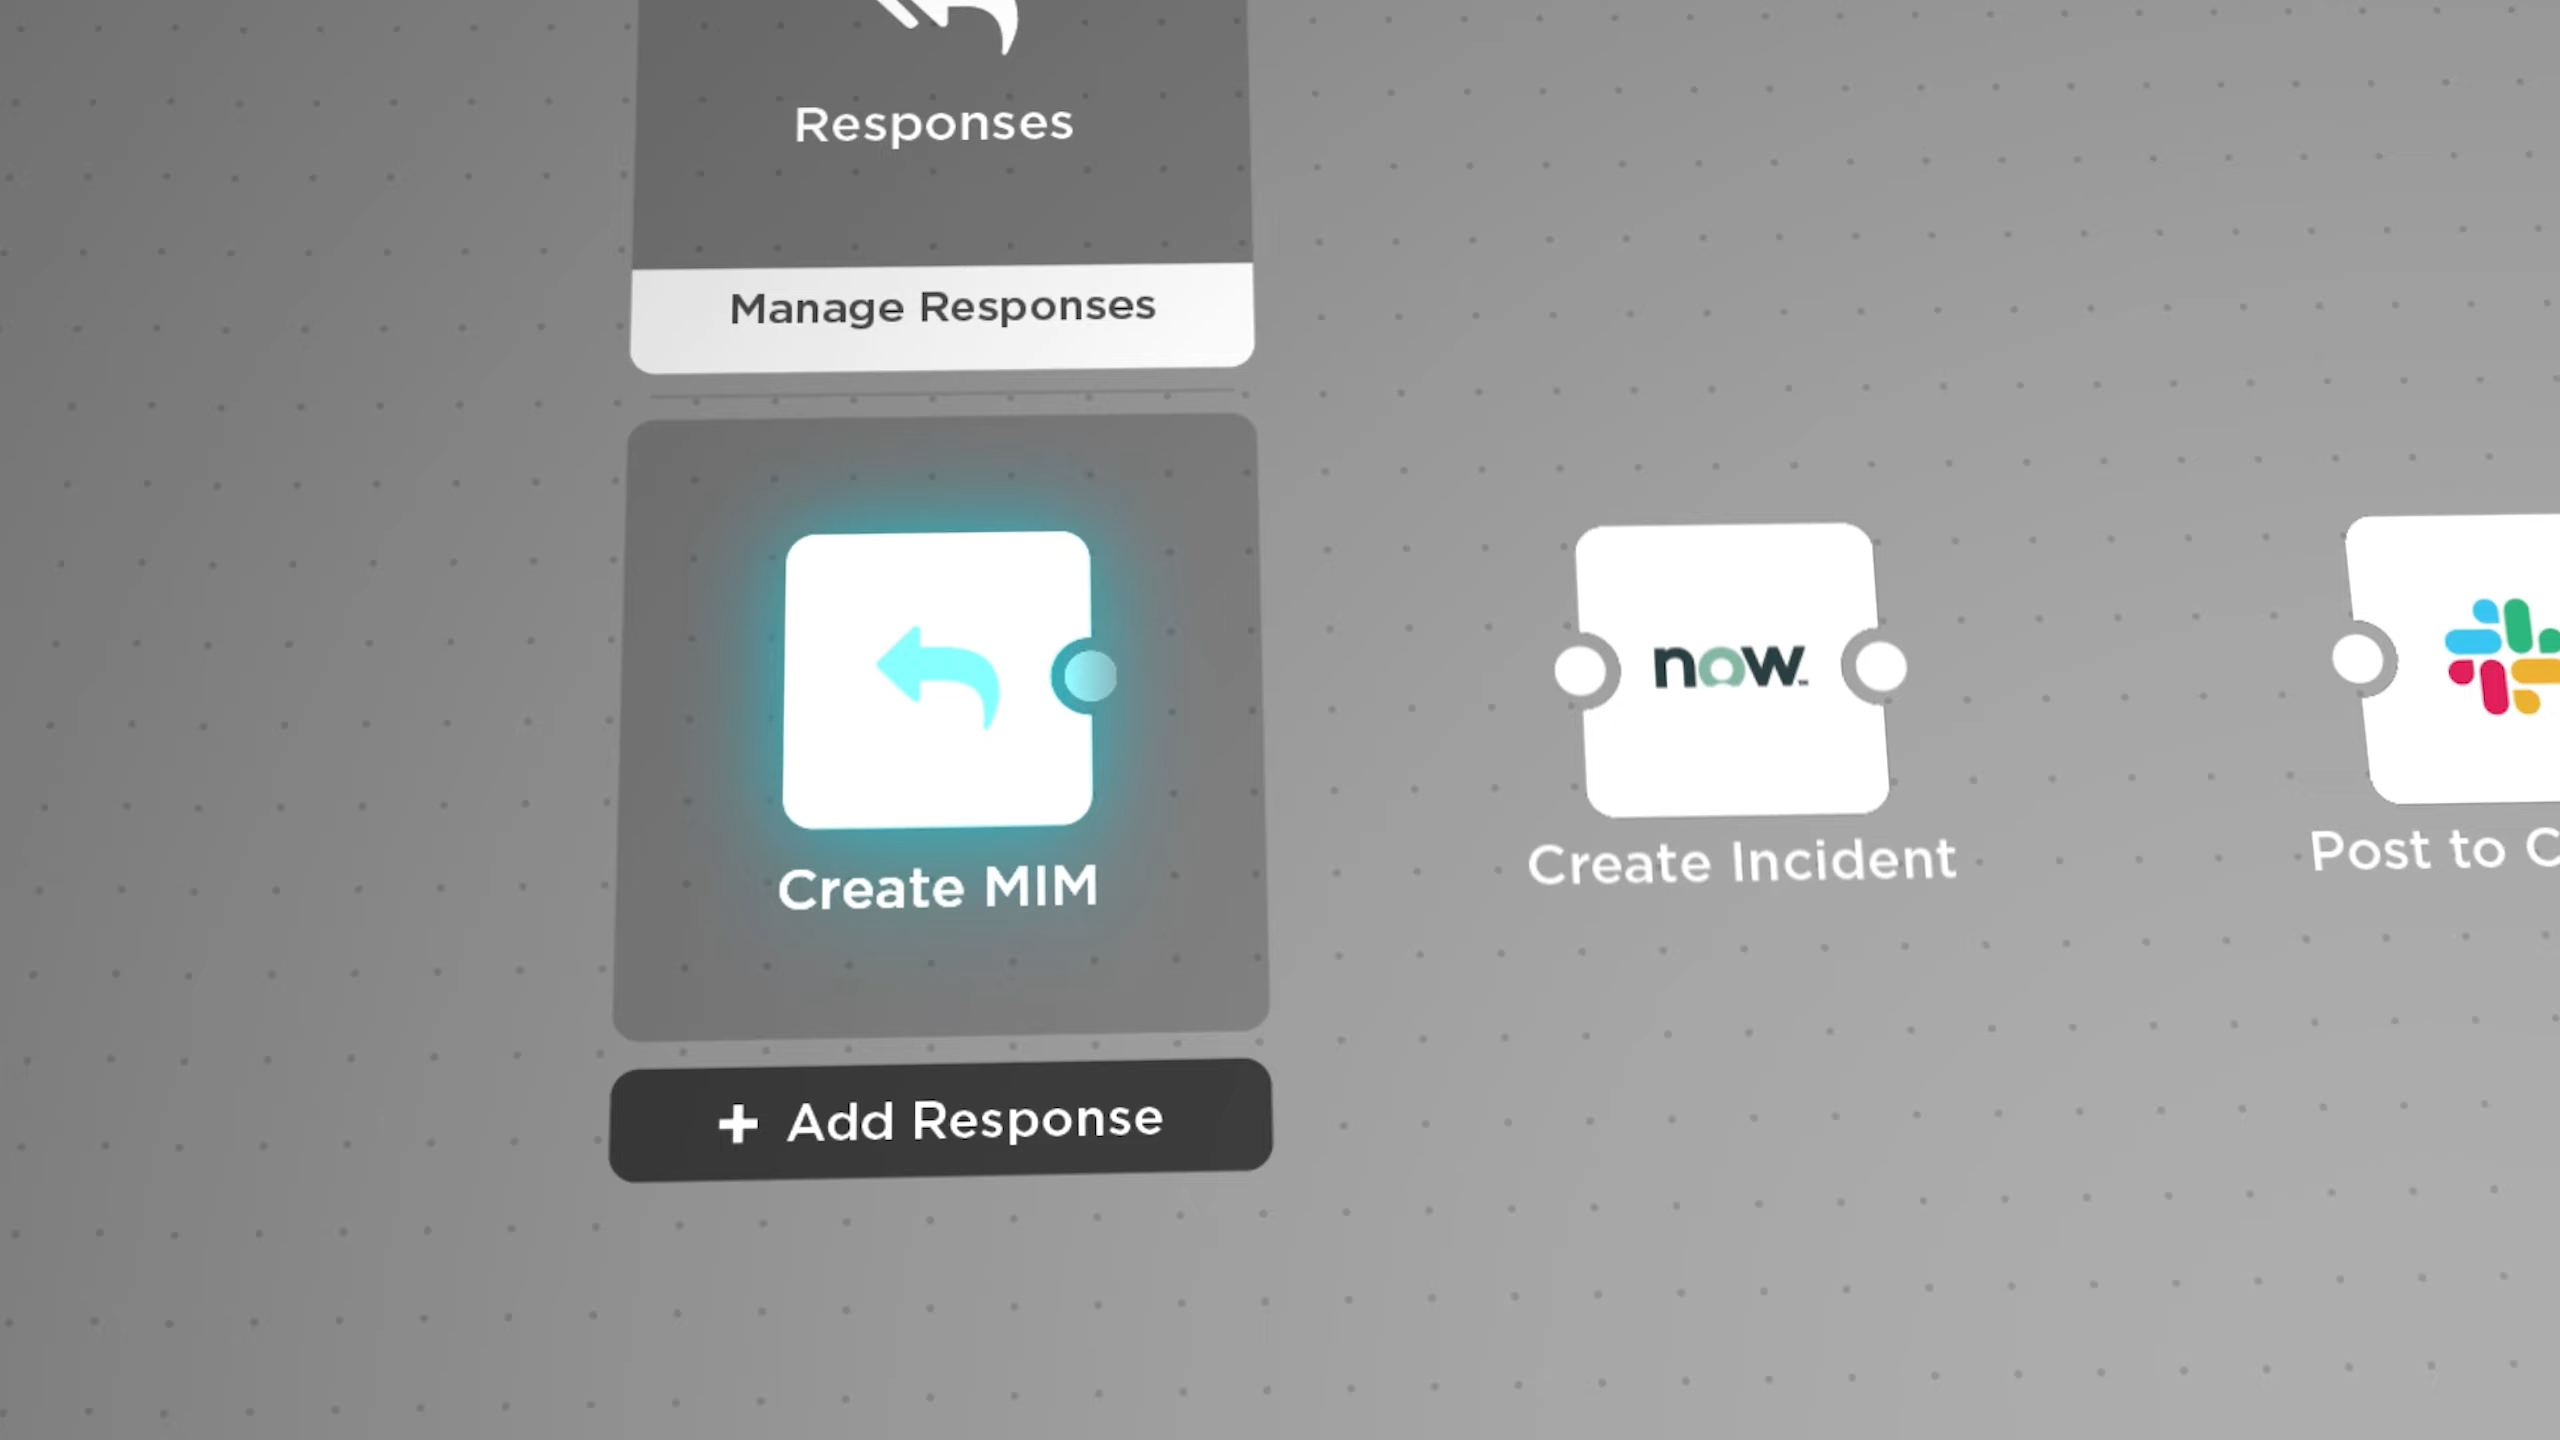 Responses
Manage Responses
now
Create MIM
Create Incident
Post to C
+ Add Response